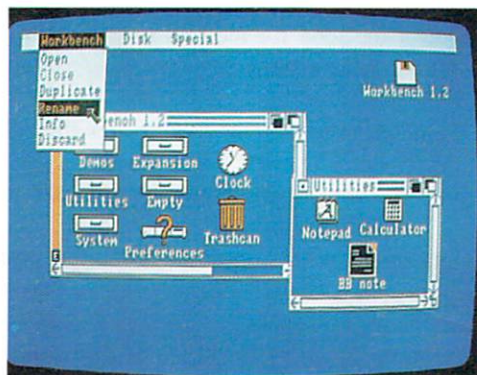 Workbench Disk Special
Open
Close
Duplicate
Rename
Info
Discard
Workbench 1.2
ench 1.2
Demos Expansion Clock
Utilities Empty
System Preferences Trashcan
Utilities
Notepad Calculator
BB note